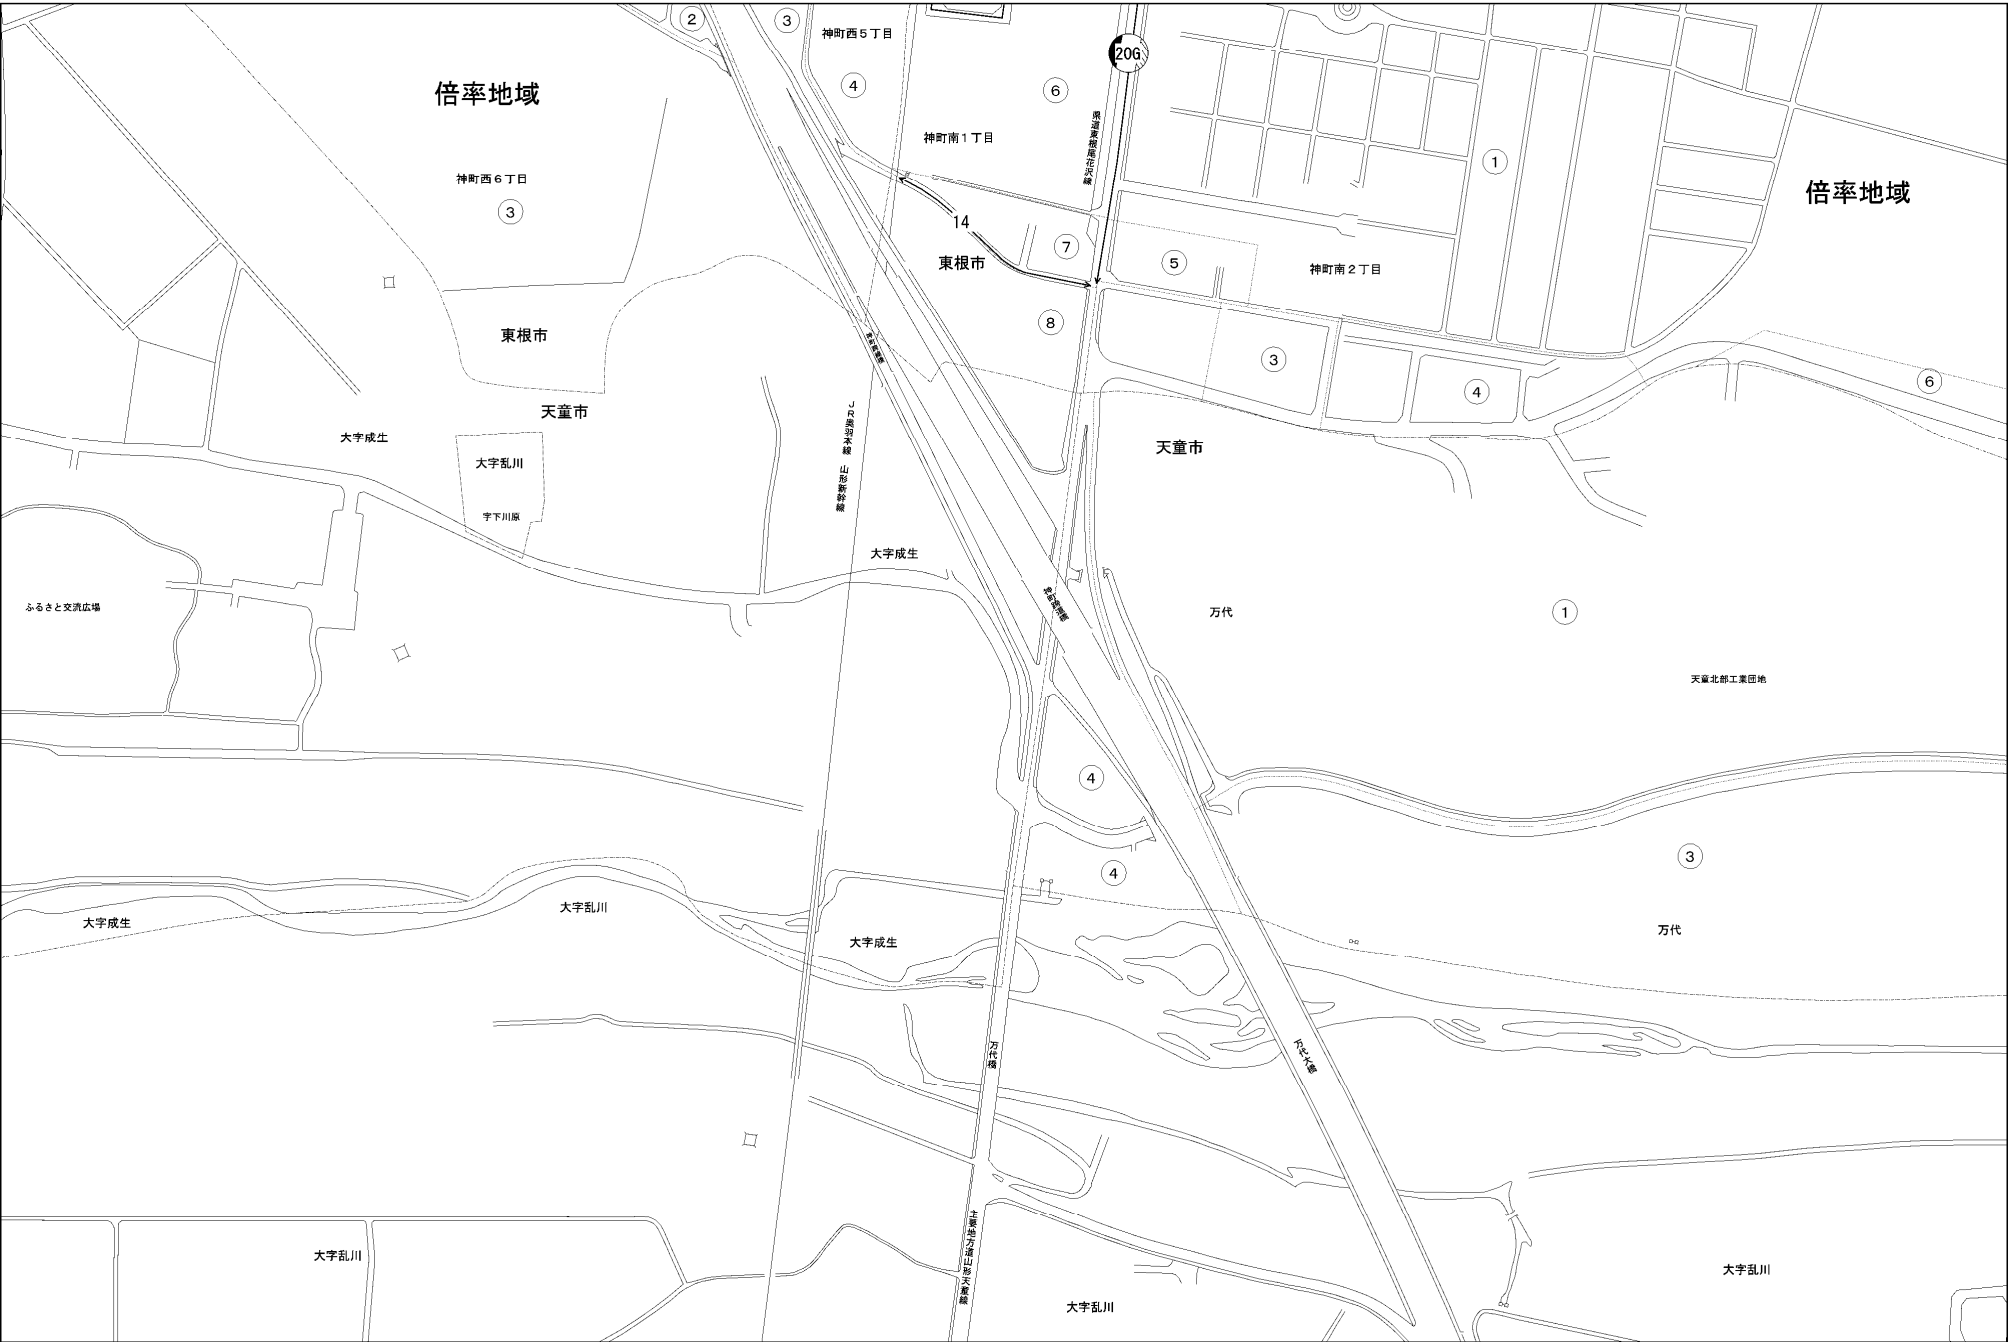 ②
③
神町西５丁目
20G
倍率地域
④
⑥
県道東根尾花沢線
神町南１丁目
①
神町西６丁目
倍率地域
③
14
⑦
東根市
⑤
神町南２丁目
⑧
東根市
③
④
⑥
天童市
大字成生
ＪＲ奥羽本線　山形新幹線
天童市
大字乱川
字下川原
大字成生
ふるさと交流広場
神町跨道橋
万代
①
天童北部工業団地
④
③
④
大字成生
大字乱川
大字成生
万代
万代橋
万代大橋
主要地方道山形天童線
大字乱川
大字乱川
大字乱川